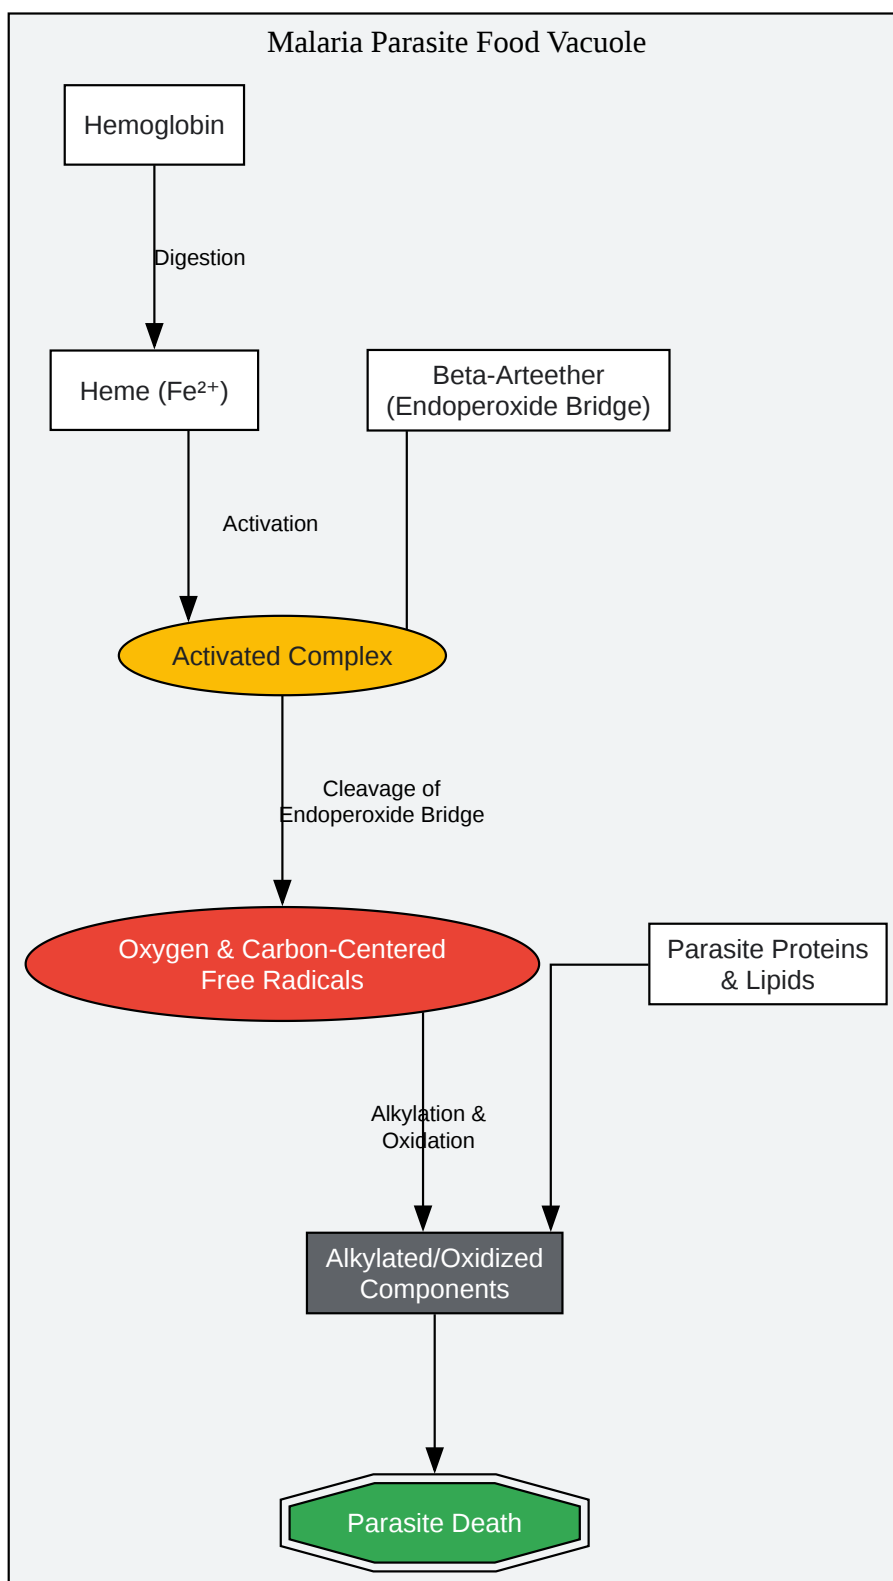 Malaria Parasite Food Vacuole
Hemoglobin
Digestion
Heme (Fe²⁺)
Beta-Arteether
(Endoperoxide Bridge)
Activation
Activated Complex
Cleavage of
Endoperoxide Bridge
Oxygen & Carbon-Centered
Free Radicals
Parasite Proteins
& Lipids
Alkylation &
Oxidation
Alkylated/Oxidized
Components
Parasite Death